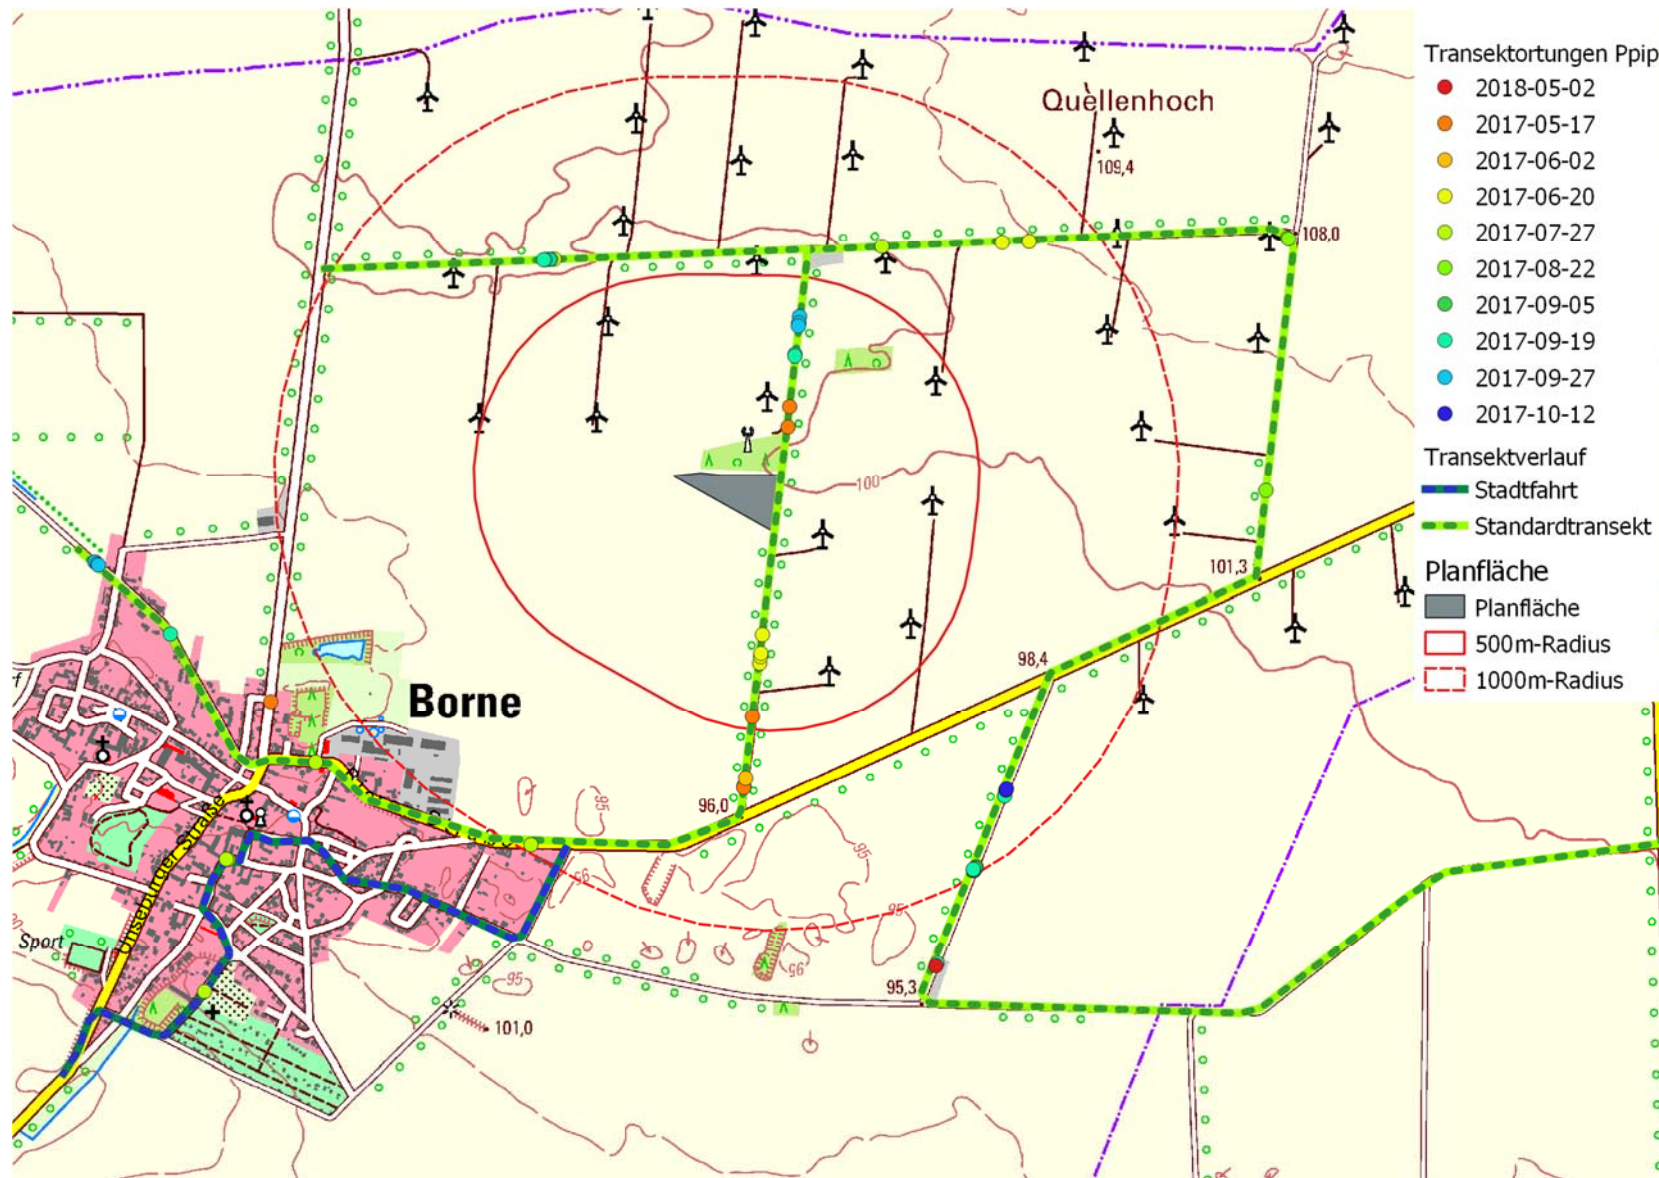 Transektortungen Ppip
2018-05-02
2017-05-17
2017-06-02
2017-06-20
2017-07-27
2017-08-22
2017-09-05
2017-09-19
2017-09-27
2017-10-12
Transektverlauf
Stadtfahrt
Standardtransekt
Planfläche
Planfläche
500m-Radius
1000m-Radius
Quellenhoch
109,4
108,0
100
101,3
98,4
Borne
96,0
95
95
95
95
95
95
95,3
101,0
Unseburger Straße
Sport